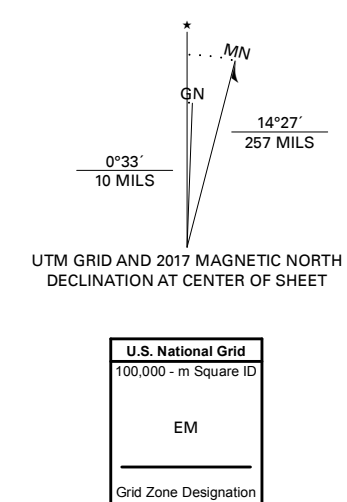 ★
MN
GN
14°27´
257 MILS
0°33´
10 MILS
UTM GRID AND 2017 MAGNETIC NORTH
DECLINATION AT CENTER OF SHEET
U.S. National Grid
100,000 - m Square ID
EM
Grid Zone Designation